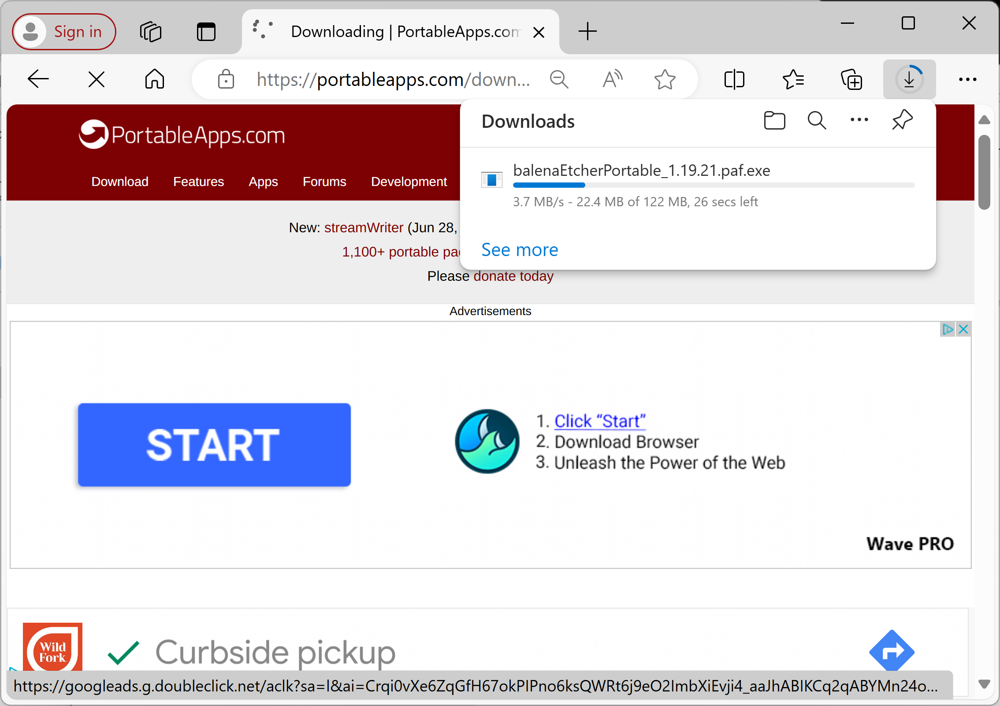 Sign in
Downloading | PortableApps.com
https://portableapps.com/down...
PortableApps.com
Download Features Apps Forums Development
Downloads
balenaEtcherPortable_1.19.21.paf.exe
3.7 MB/s - 22.4 MB of 122 MB, 26 secs left
See more
New: streamWriter (Jun 28,
1,100+ portable pac
Please donate today
Advertisements
START
1. Click “Start”
2. Download Browser
3. Unleash the Power of the Web
Wave PRO
Wild
Fork
Curbside pickup
https://googleads.g.doubleclick.net/aclk?sa=l&ai=Crqi0vXe6ZqGfH67okPIPno6ksQWRt6j9eO2ImbXiEvji4_aaJhABIKCq2qABYMn24o...